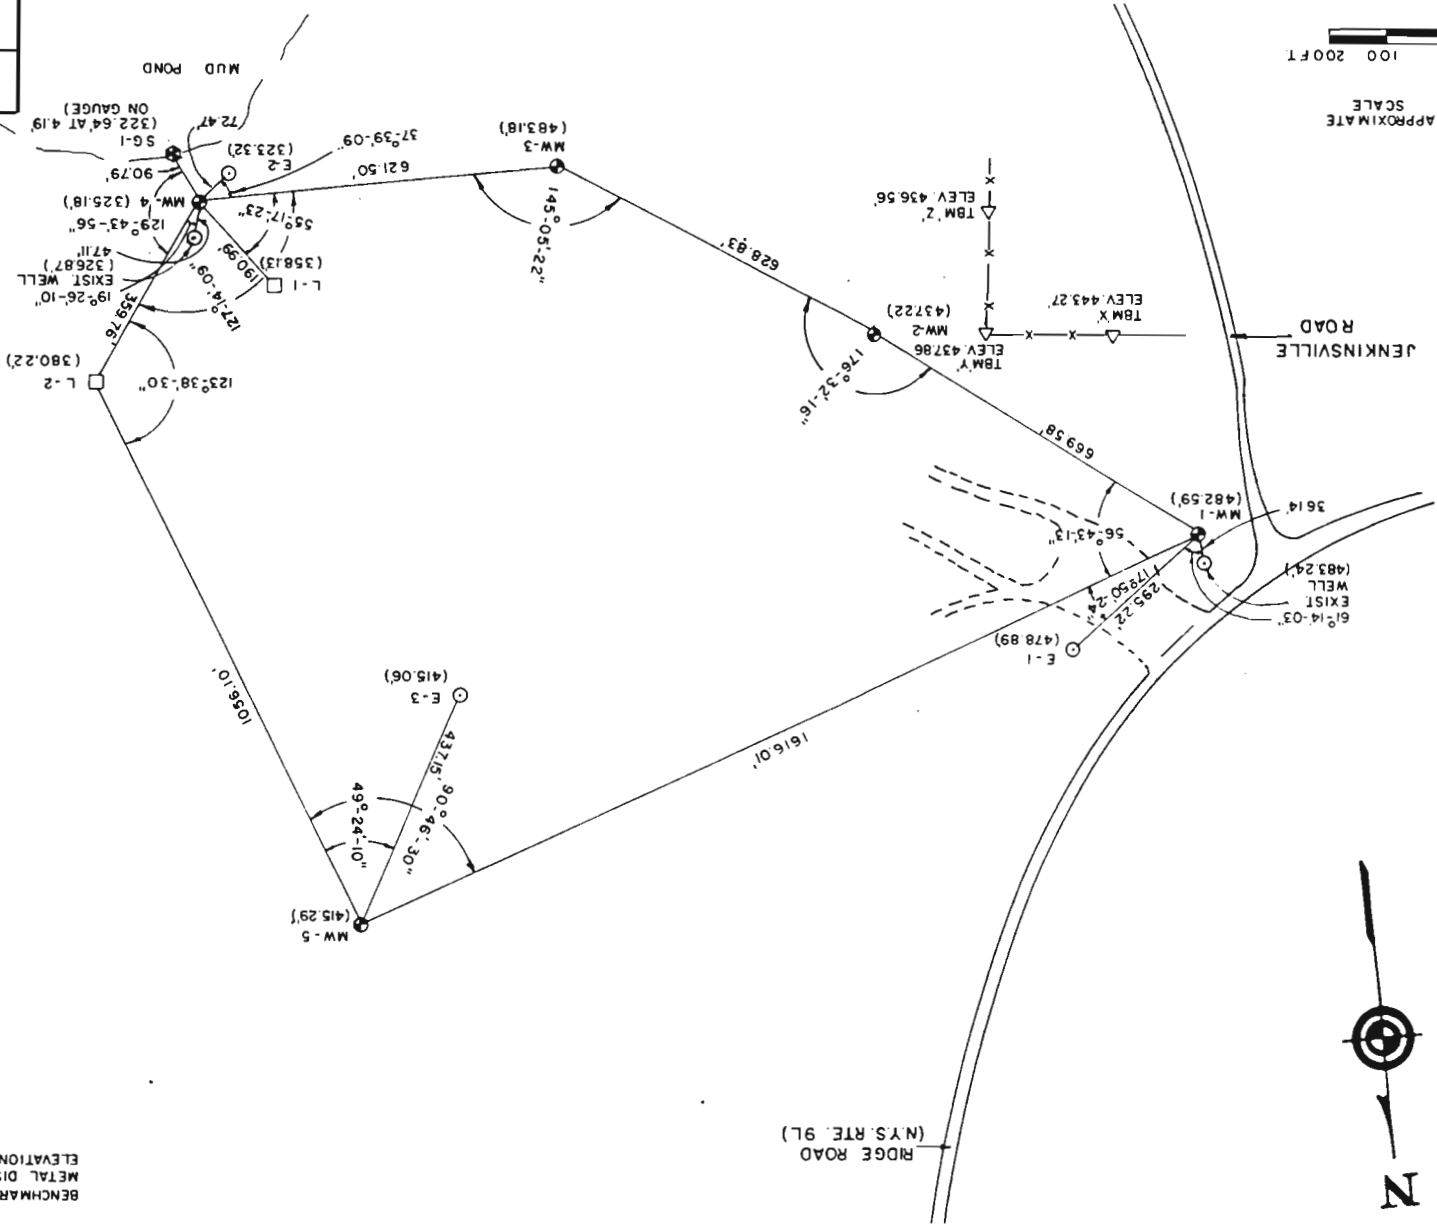 BENCHMAR
METAL DIS
ELEVATION
N
RIDGE ROAD
(N.Y.S. RTE. 9L)
MW-5
(415.29')
49°-24'-10"
90°-46'-30"
437.15'
E-3
(415.06')
1056.10'
1616.01'
E-1
(478.89)
61°-14'-03"
EXIST.
WELL
(483.24')
295.22'
17°50'-24"
56°-43'-13"
36.14'
MW-1
(482.59')
669.58'
L-2
(380.22')
123°-38'-30"
176°-32'-16"
JENKINSVILLE
ROAD
TBM'Y'
ELEV. 437.86
MW-2
(437.22)
TBM'X'
ELEV. 443.27'
359.76'
127°-14'-09"
19°-26'-10"
EXIST. WELL
(326.87')
47.11'
L-1
(358.13)
190.99'
628.83'
129°-43'-56"
55°-17'-23"
145°-05'-22"
TBM'Z'
ELEV. 436.56'
MW-4 (325.18')
90.79'
621.50'
E-2
(323.32')
37°-39'-09"
MW-3
(483.18')
SG-1
(322.64' AT 4.19'
ON GAUGE)
72.47'
MUD POND
APPROXIMATE
SCALE
100 200FT.